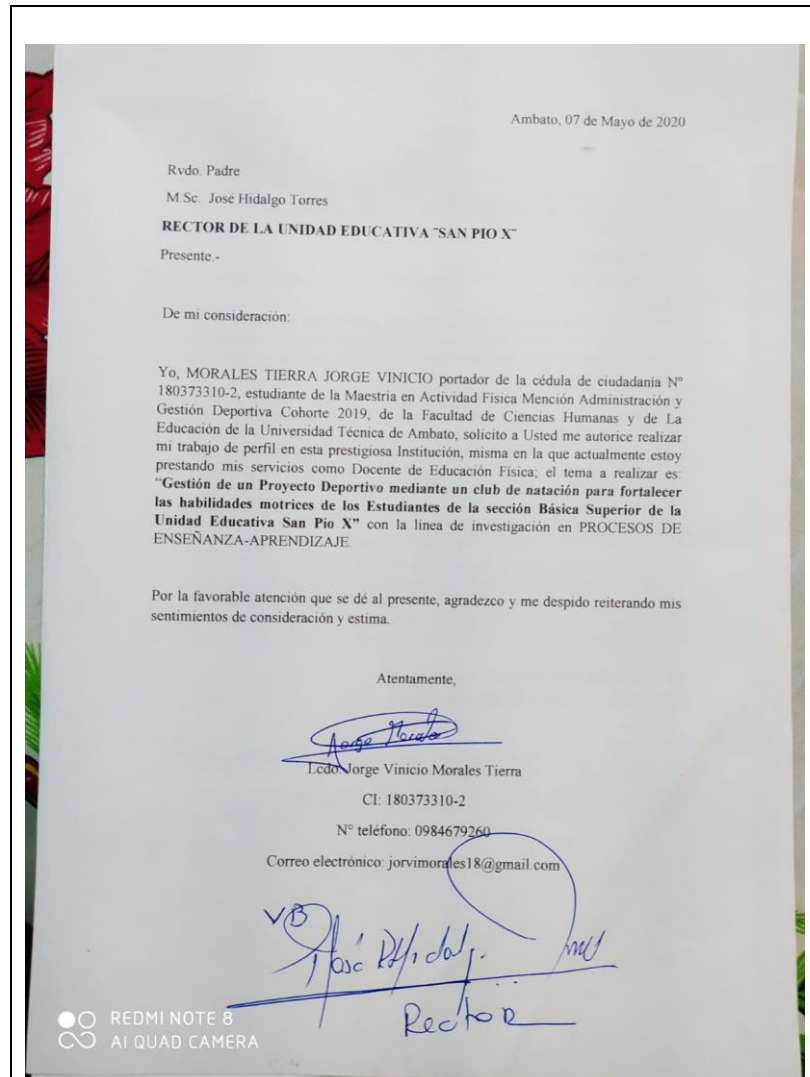 Ambato, 07 de Mayo de 2020
Rvdo. Padre
M.Sc. José Hidalgo Torres
RECTOR DE LA UNIDAD EDUCATIVA "SAN PIO X"
Presente.-
De mi consideración:
Yo, MORALES TIERRA JORGE VINICIO portador de la cédula de ciudadanía N°
180373310-2, estudiante de la Maestria en Actividad Física Mención Administración y
Gestión Deportiva Cohorte 2019, de la Facultad de Ciencias Humanas y de La
Educación de la Universidad Técnica de Ambato, solicito a Usted me autorice realizar
mi trabajo de perfil en esta prestigiosa Institución, misma en la que actualmente estoy
prestando mis servicios como Docente de Educación Física; el tema a realizar es:
"Gestión de un Proyecto Deportivo mediante un club de natación para fortalecer
las habilidades motrices de los Estudiantes de la sección Básica Superior de la
Unidad Educativa San Pio X" con la línea de investigación en PROCESOS DE
ENSEÑANZA-APRENDIZAJE.
Por la favorable atención que se dé al presente, agradezco y me despido reiterando mis
sentimientos de consideración y estima.
Atentamente,
Jorge Morales
Lcdo. Jorge Vinicio Morales Tierra
CI: 180373310-2
N° teléfono: 0984679260
Correo electrónico: jorvimorales18@gmail.com
VB
José
Rector
REDMI NOTE 8
AI QUAD CAMERA